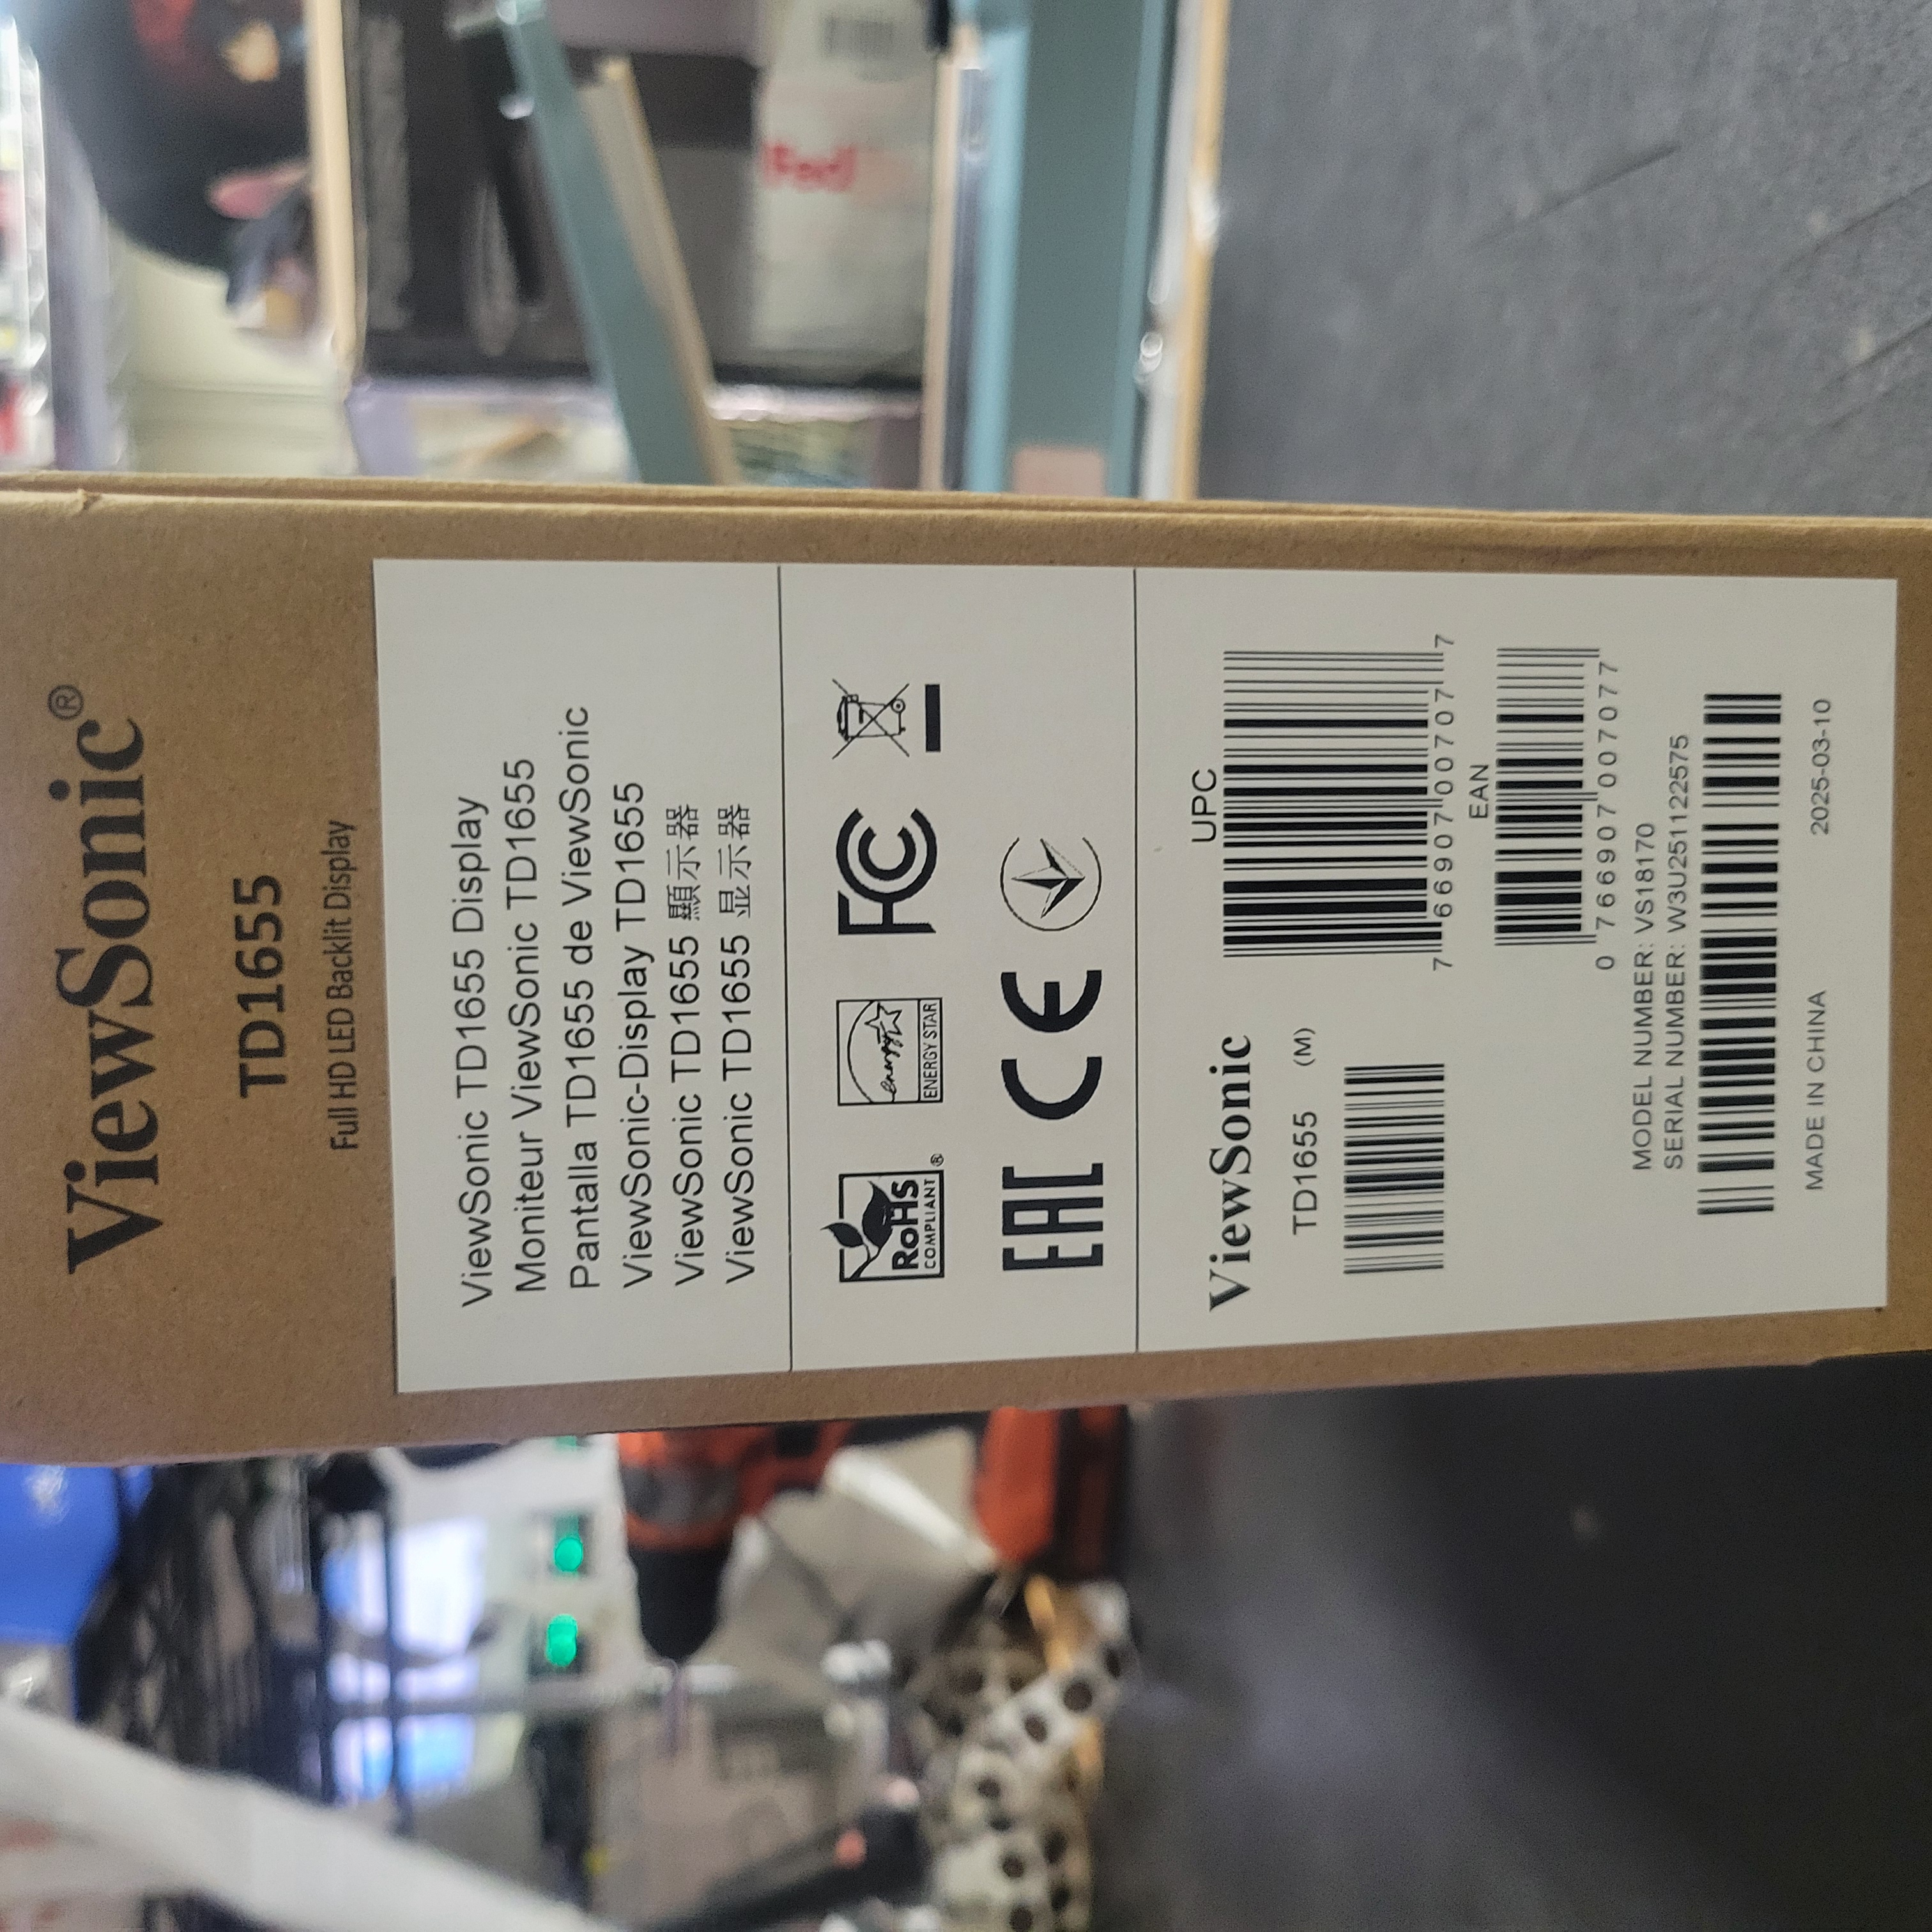 ViewSonic®
TD1655
Full HD LED Backlit Display
ViewSonic TD1655 Display
Moniteur ViewSonic TD1655
Pantalla TD1655 de ViewSonic
ViewSonic-Display TD1655
ViewSonic TD1655 顯示器
ViewSonic TD1655 显示器
RoHS
COMPLIANT
®
energy
ENERGY STAR
FC
EAC
CE
ViewSonic
TD1655 (M)
UPC
7 66907 00707 7
EAN
0 766907 007077
MODEL NUMBER: VS18170
SERIAL NUMBER: W3U251122575
MADE IN CHINA 2025-03-10
Fed